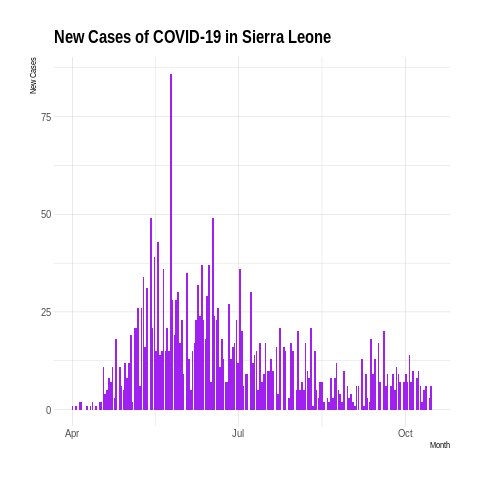 New Cases of COVID-19 in Sierra Leone
New Cases
75
50
25
0
Apr
Jul
Oct
Month